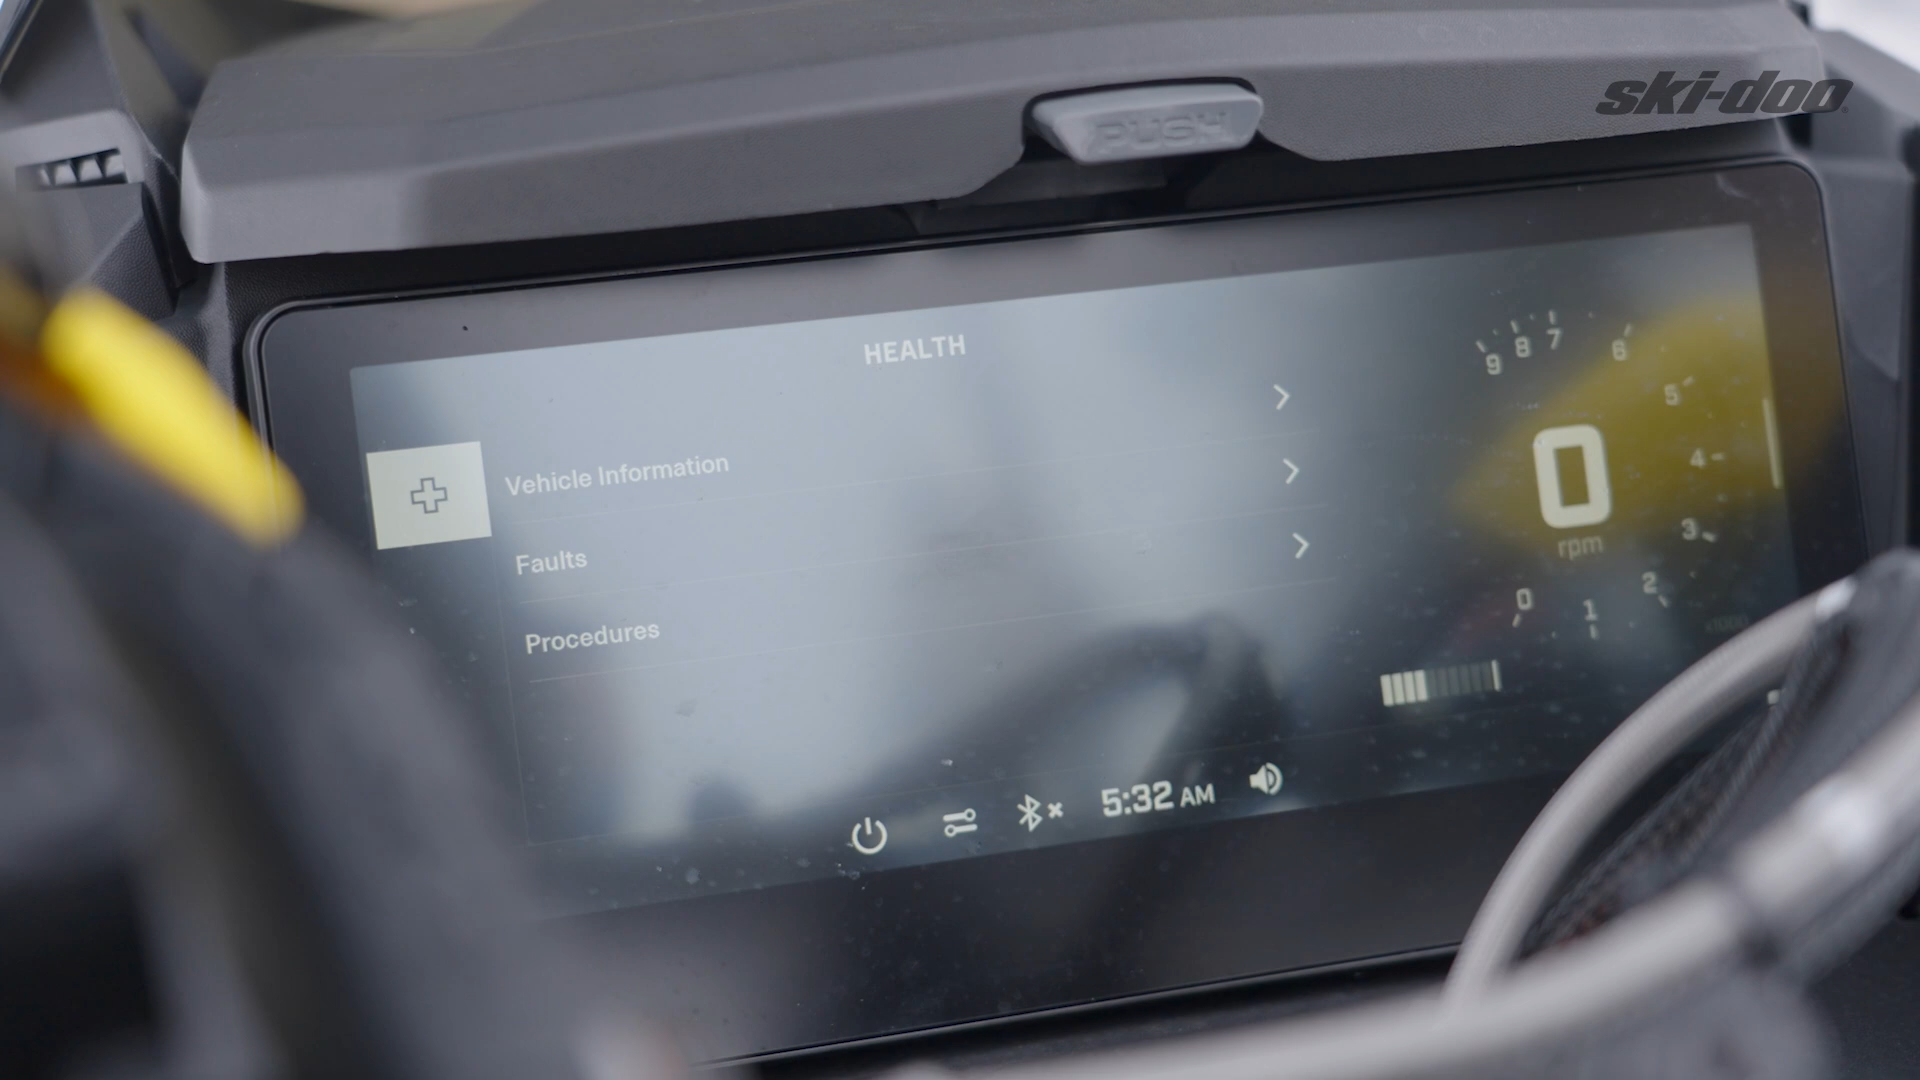 ski-doo
PUSH
HEALTH
Vehicle Information
Faults
Procedures
9 8 7 6 5 4 3 2 1 0
0
rpm
5:32 AM